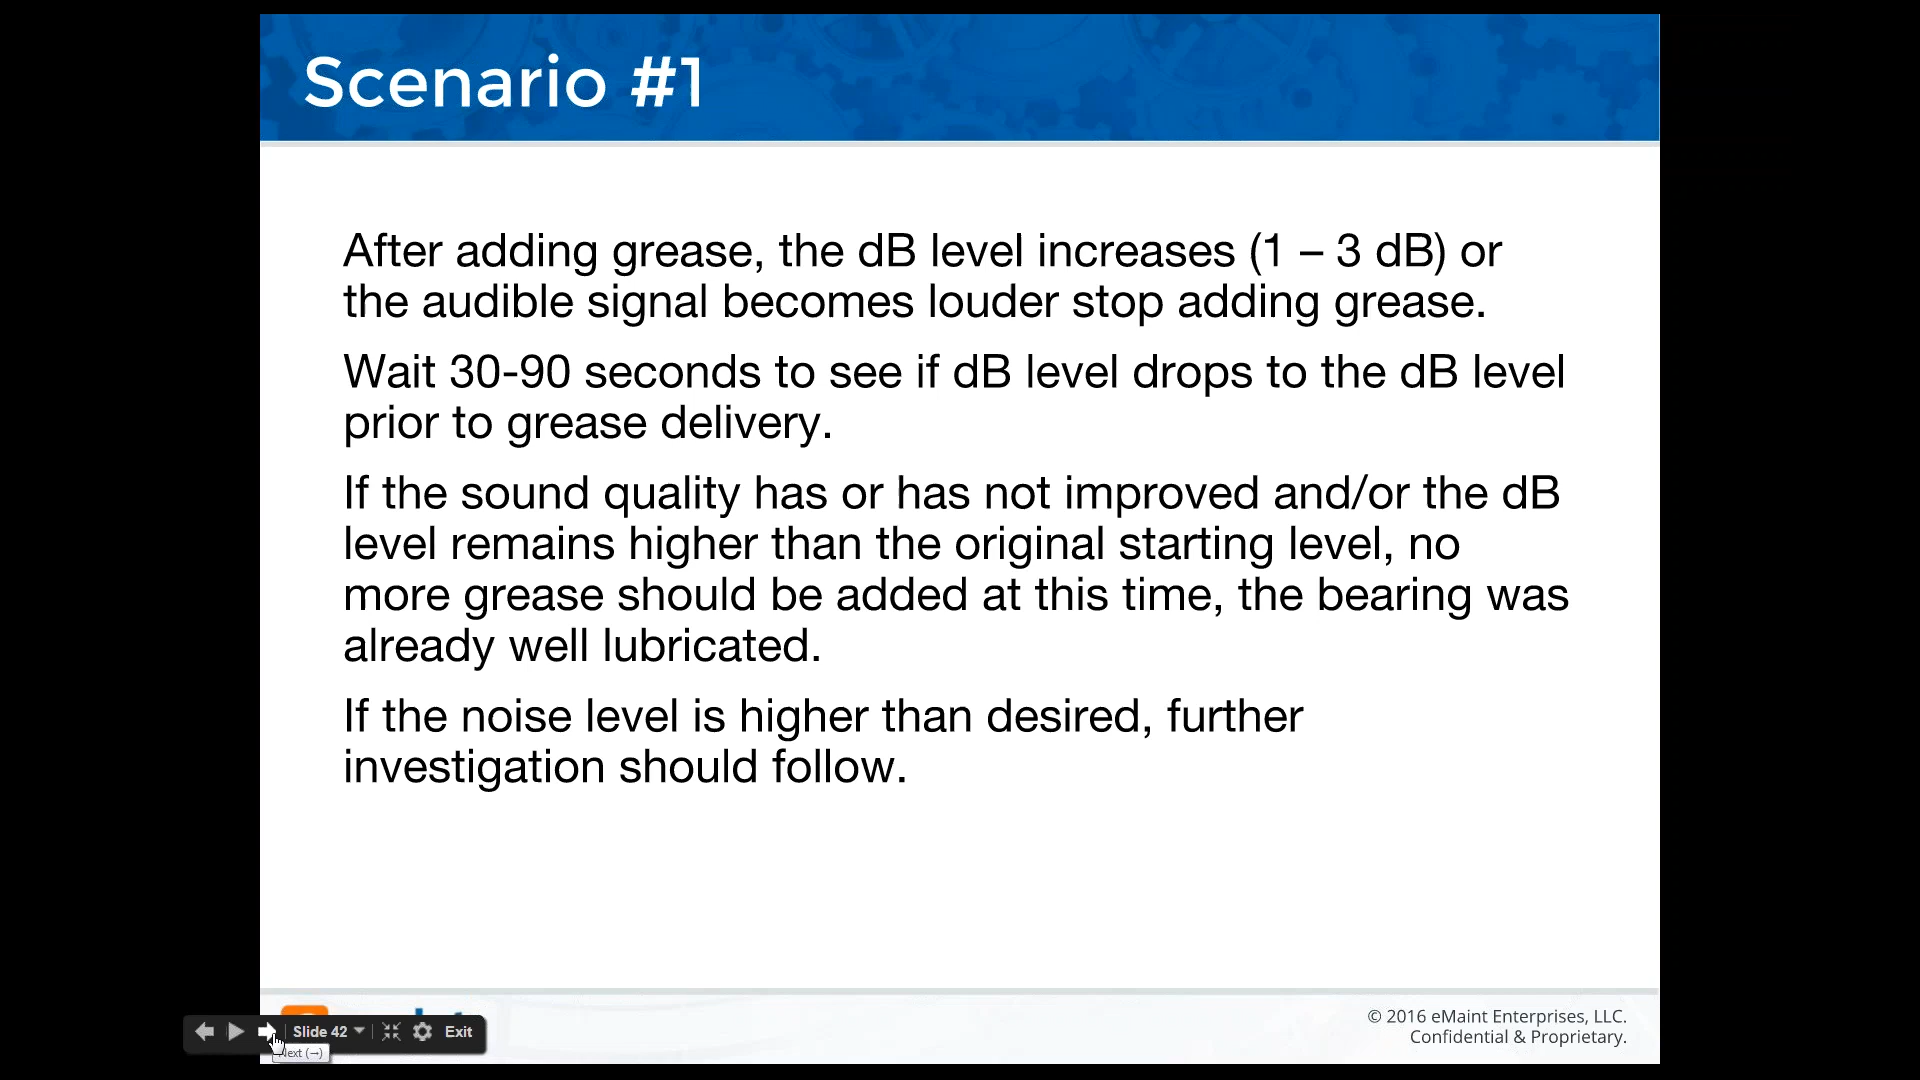 Scenario #1
After adding grease, the dB level increases (1 – 3 dB) or
the audible signal becomes louder stop adding grease.
Wait 30-90 seconds to see if dB level drops to the dB level
prior to grease delivery.
If the sound quality has or has not improved and/or the dB
level remains higher than the original starting level, no
more grease should be added at this time, the bearing was
already well lubricated.
If the noise level is higher than desired, further
investigation should follow.
© 2016 eMaint Enterprises, LLC.
Confidential & Proprietary.
Slide 42
Exit
Next (→)